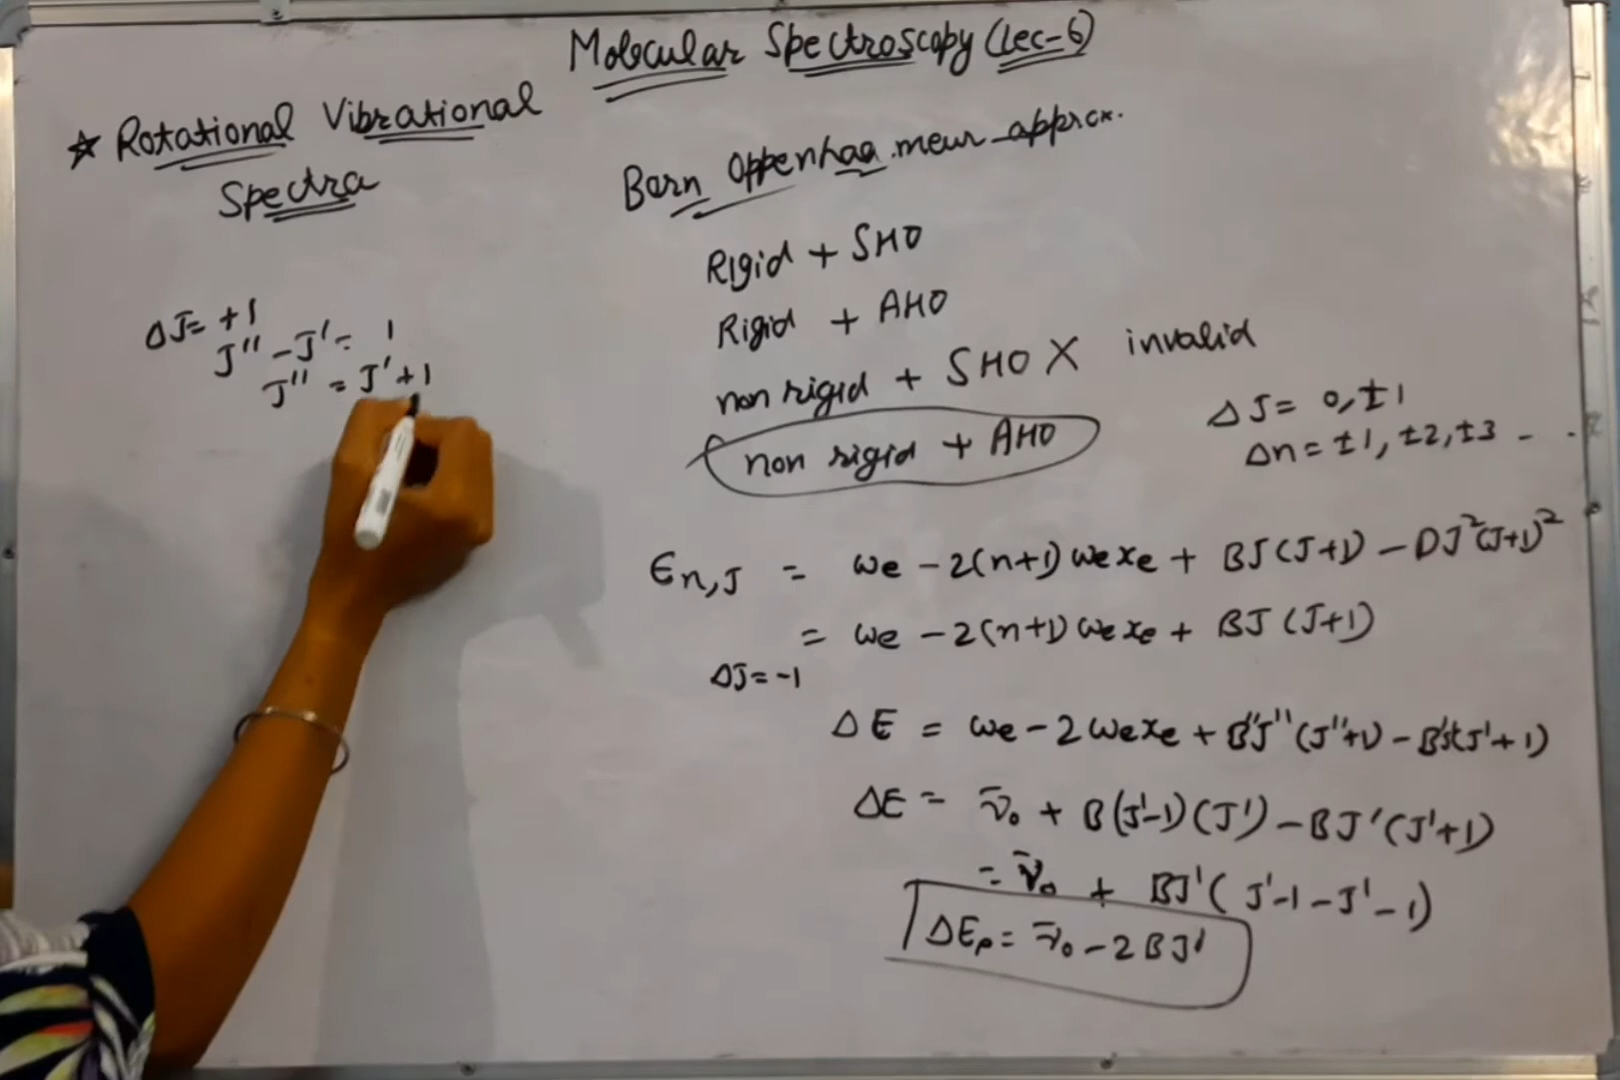 Molecular Spectroscopy (Lec-6)
★ Rotational Vibrational
Spectra
ΔJ= +1
J'' - J' = 1
J'' = J'+1
Born Oppenhaa.meur approx.
Rigid + SHO
Rigid + AHO
non rigid + SHO X invalid
non rigid + AHO
ΔJ = 0, ±1
Δn = ±1, ±2, ±3 - .
Єn,J = ωe - 2(n+1) ωexe + BJ(J+1) - DJ²(J+1)²
= ωe - 2(n+1) ωexe + BJ (J+1)
ΔJ = -1
ΔE = ωe - 2ωexe + B''J''(J''+1) - B'J'(J'+1)
ΔE = ν̄₀ + B(J'-1)(J') - BJ'(J'+1)
= ν̄₀ + BJ'( J'-1 - J' - 1)
ΔEp = ν̄₀ - 2BJ'